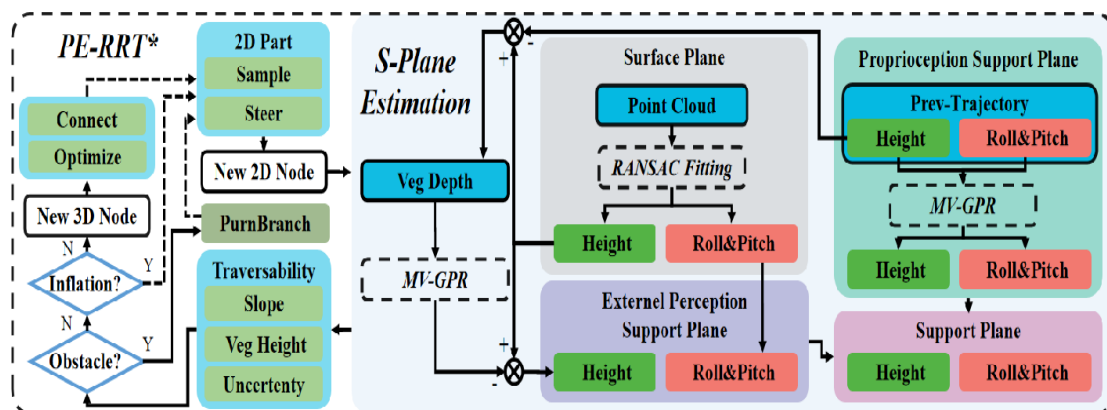 PE-RRT*
2D Part
Sample
Steer
Connect
Optimize
New 2D Node
New 3D Node
PurnBranch
N
Y
Inflation?
N
Y
Obstacle?
Traversability
Slope
Veg Height
Uncertenty
S-Plane
Estimation
Veg Depth
MV-GPR
-
+
+
-
Surface Plane
Point Cloud
RANSAC Fitting
Height
Roll&Pitch
Externel Perception
Support Plane
Height
Roll&Pitch
Proprioception Support Plane
Prev-Trajectory
Height
Roll&Pitch
MV-GPR
Height
Roll&Pitch
Support Plane
Height
Roll&Pitch